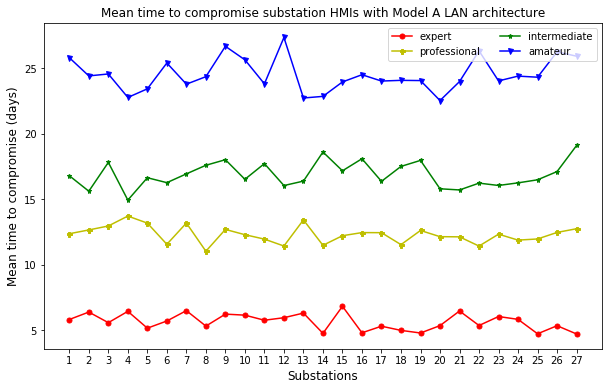 Mean time to compromise substation HMIs with Model A LAN architecture
expert intermediate
professional amateur
Mean time to compromise (days)
25
20
15
10
5
1 2 3 4 5 6 7 8 9 10 11 12 13 14 15 16 17 18 19 20 21 22 23 24 25 26 27
Substations